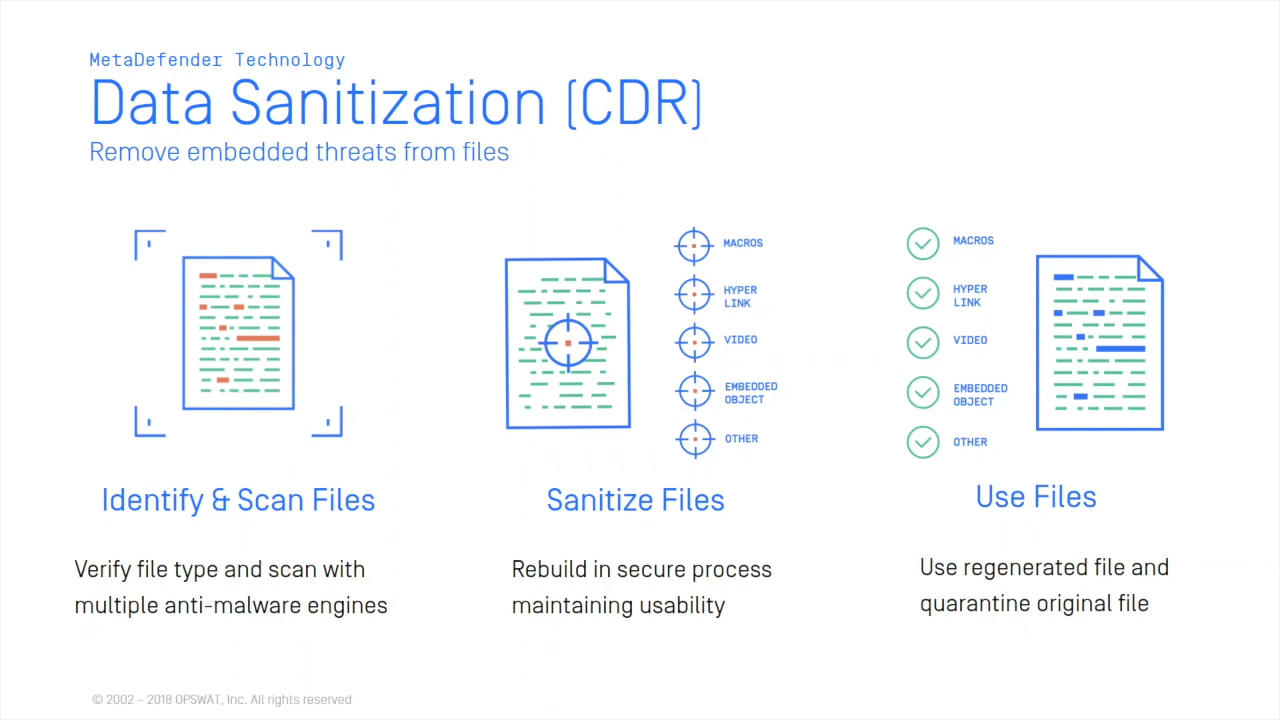 MetaDefender Technology
Data Sanitization (CDR)
Remove embedded threats from files
MACROS
HYPER
LINK
VIDEO
EMBEDDED
OBJECT
OTHER
MACROS
HYPER
LINK
VIDEO
EMBEDDED
OBJECT
OTHER
Identify & Scan Files
Verify file type and scan with
multiple anti-malware engines
Sanitize Files
Rebuild in secure process
maintaining usability
Use Files
Use regenerated file and
quarantine original file
© 2002 – 2018 OPSWAT, Inc. All rights reserved